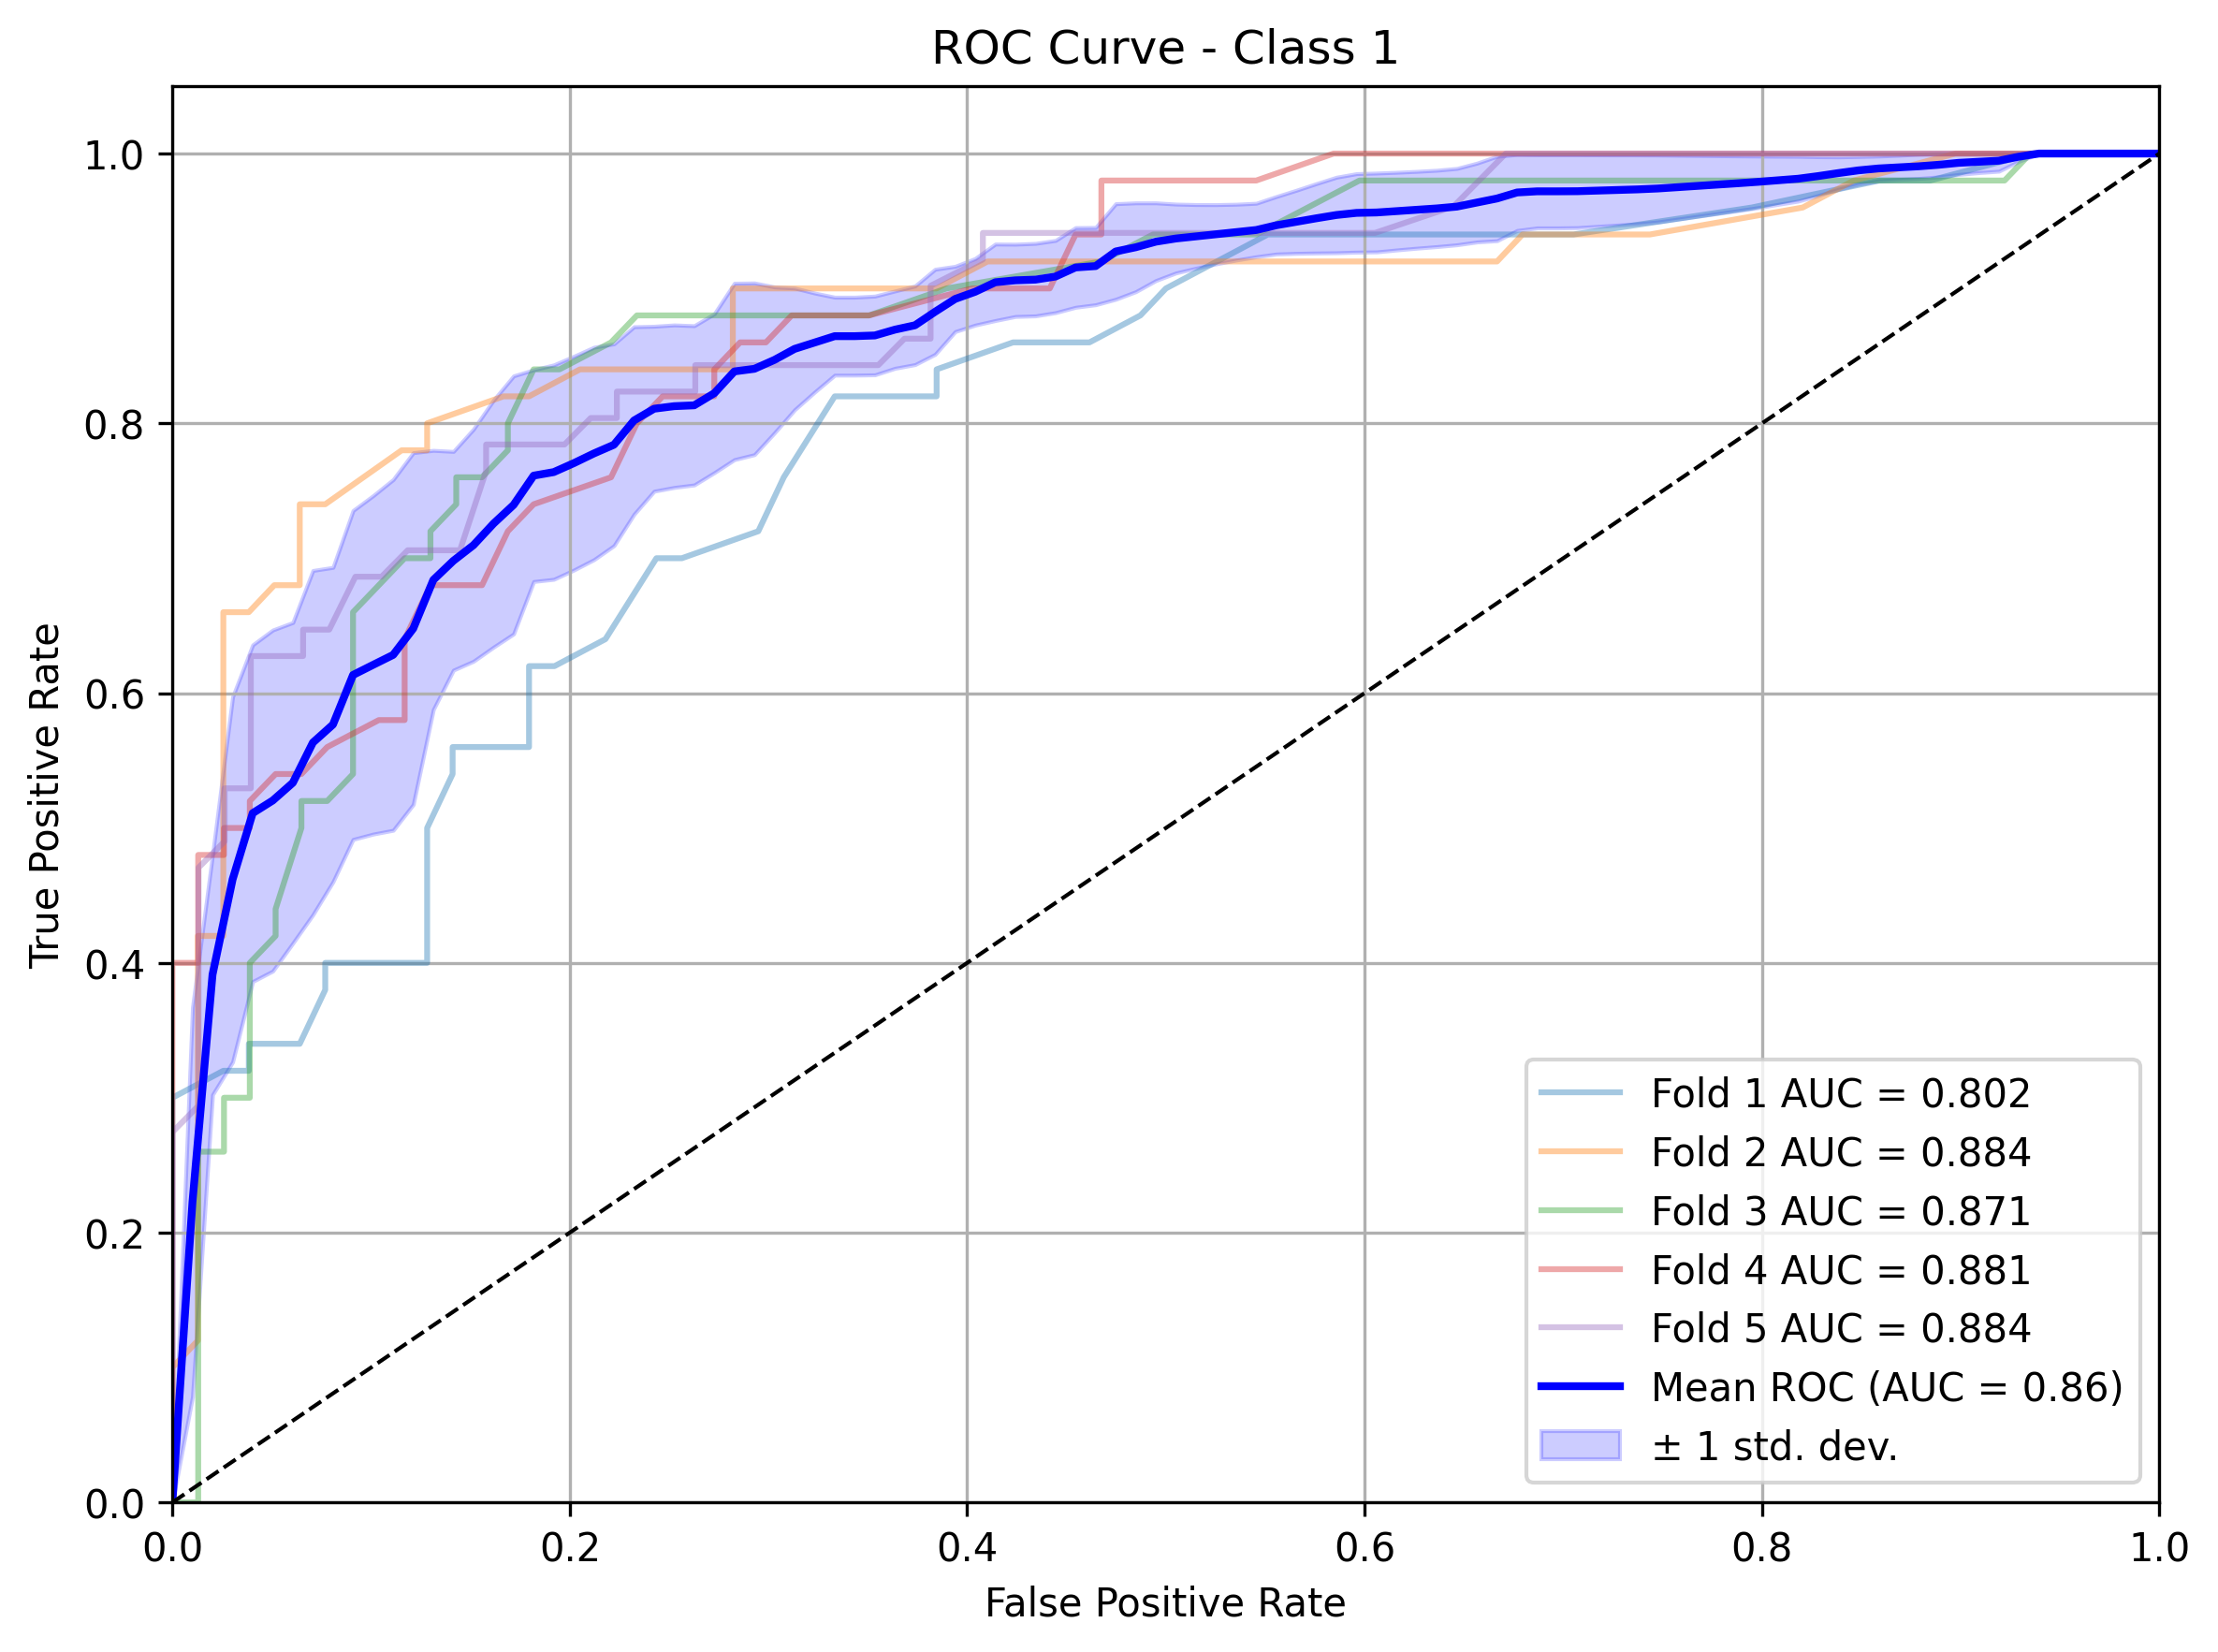 ROC Curve - Class 1
True Positive Rate
1.0
0.8
0.6
0.4
0.2
0.0
0.0 0.2 0.4 0.6 0.8 1.0
False Positive Rate
Fold 1 AUC = 0.802
Fold 2 AUC = 0.884
Fold 3 AUC = 0.871
Fold 4 AUC = 0.881
Fold 5 AUC = 0.884
Mean ROC (AUC = 0.86)
± 1 std. dev.